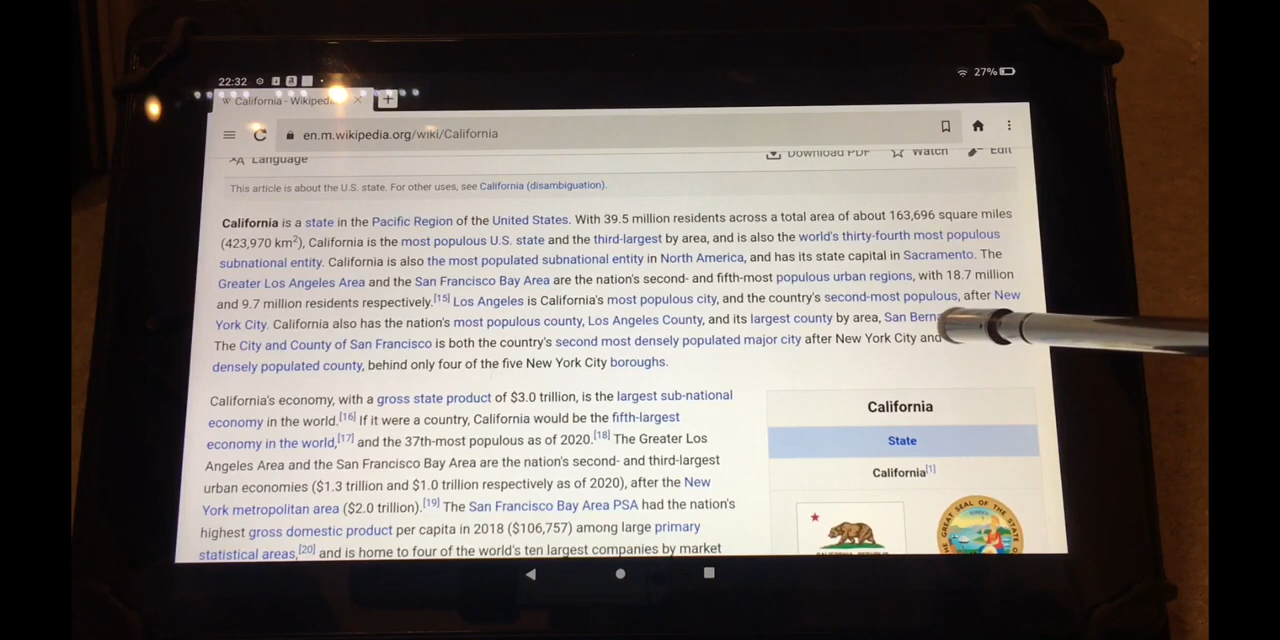 22:32
27%
W California - Wikipedi
en.m.wikipedia.org/wiki/California
Language
Download PDF Watch Edit
This article is about the U.S. state. For other uses, see California (disambiguation).
California is a state in the Pacific Region of the United States. With 39.5 million residents across a total area of about 163,696 square miles
(423,970 km²), California is the most populous U.S. state and the third-largest by area, and is also the world's thirty-fourth most populous
subnational entity. California is also the most populated subnational entity in North America, and has its state capital in Sacramento. The
Greater Los Angeles Area and the San Francisco Bay Area are the nation's second- and fifth-most populous urban regions, with 18.7 million
and 9.7 million residents respectively.[15] Los Angeles is California's most populous city, and the country's second-most populous, after New
York City. California also has the nation's most populous county, Los Angeles County, and its largest county by area, San Berna
The City and County of San Francisco is both the country's second most densely populated major city after New York City and
densely populated county, behind only four of the five New York City boroughs.
California's economy, with a gross state product of $3.0 trillion, is the largest sub-national
economy in the world.[16] If it were a country, California would be the fifth-largest
economy in the world,[17] and the 37th-most populous as of 2020.[18] The Greater Los
Angeles Area and the San Francisco Bay Area are the nation's second- and third-largest
urban economies ($1.3 trillion and $1.0 trillion respectively as of 2020), after the New
York metropolitan area ($2.0 trillion).[19] The San Francisco Bay Area PSA had the nation's
highest gross domestic product per capita in 2018 ($106,757) among large primary
statistical areas,[20] and is home to four of the world's ten largest companies by market
California
State
California[1]